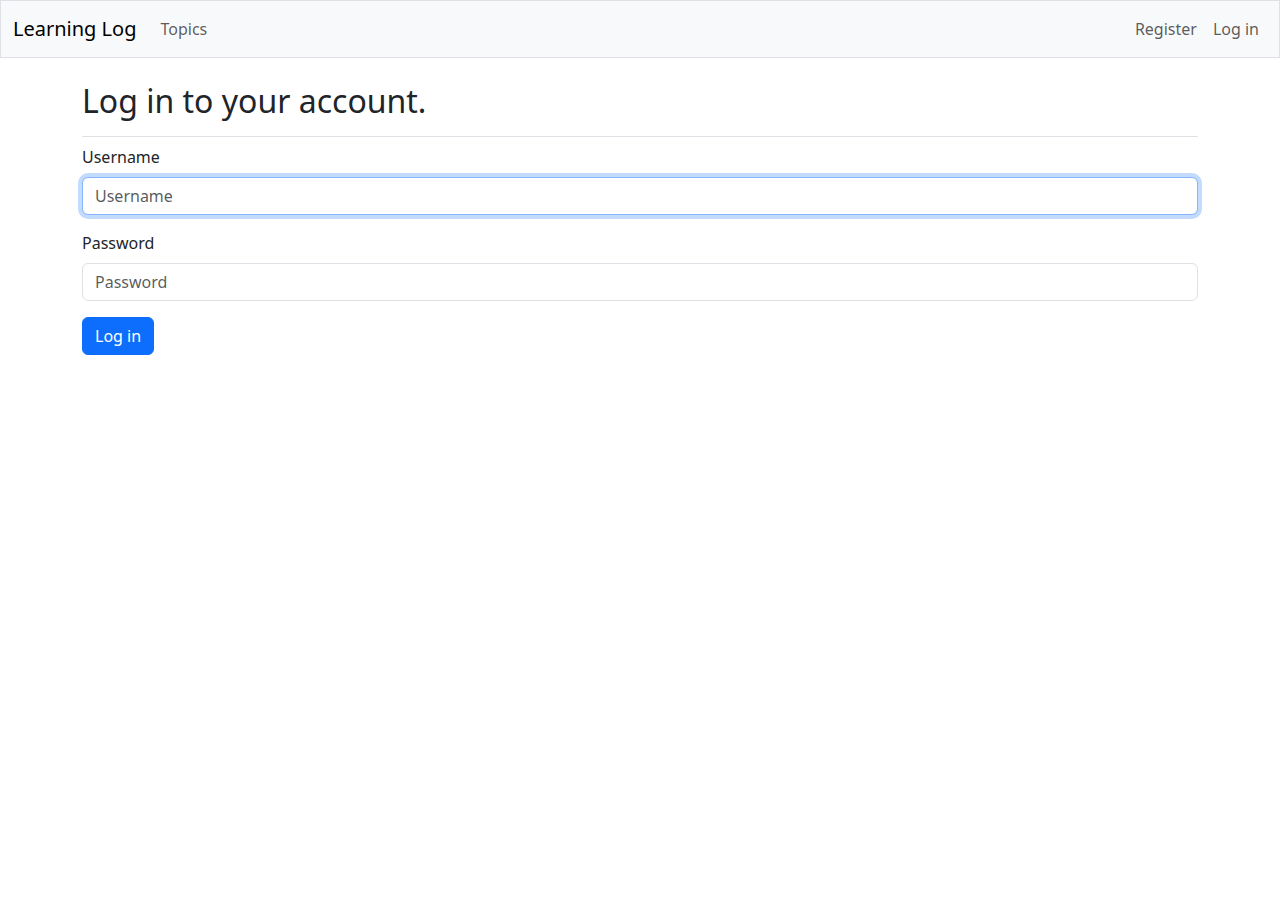 Learning Log Topics Register Log in
Log in to your account.
Username
Username
Password
Password
Log in